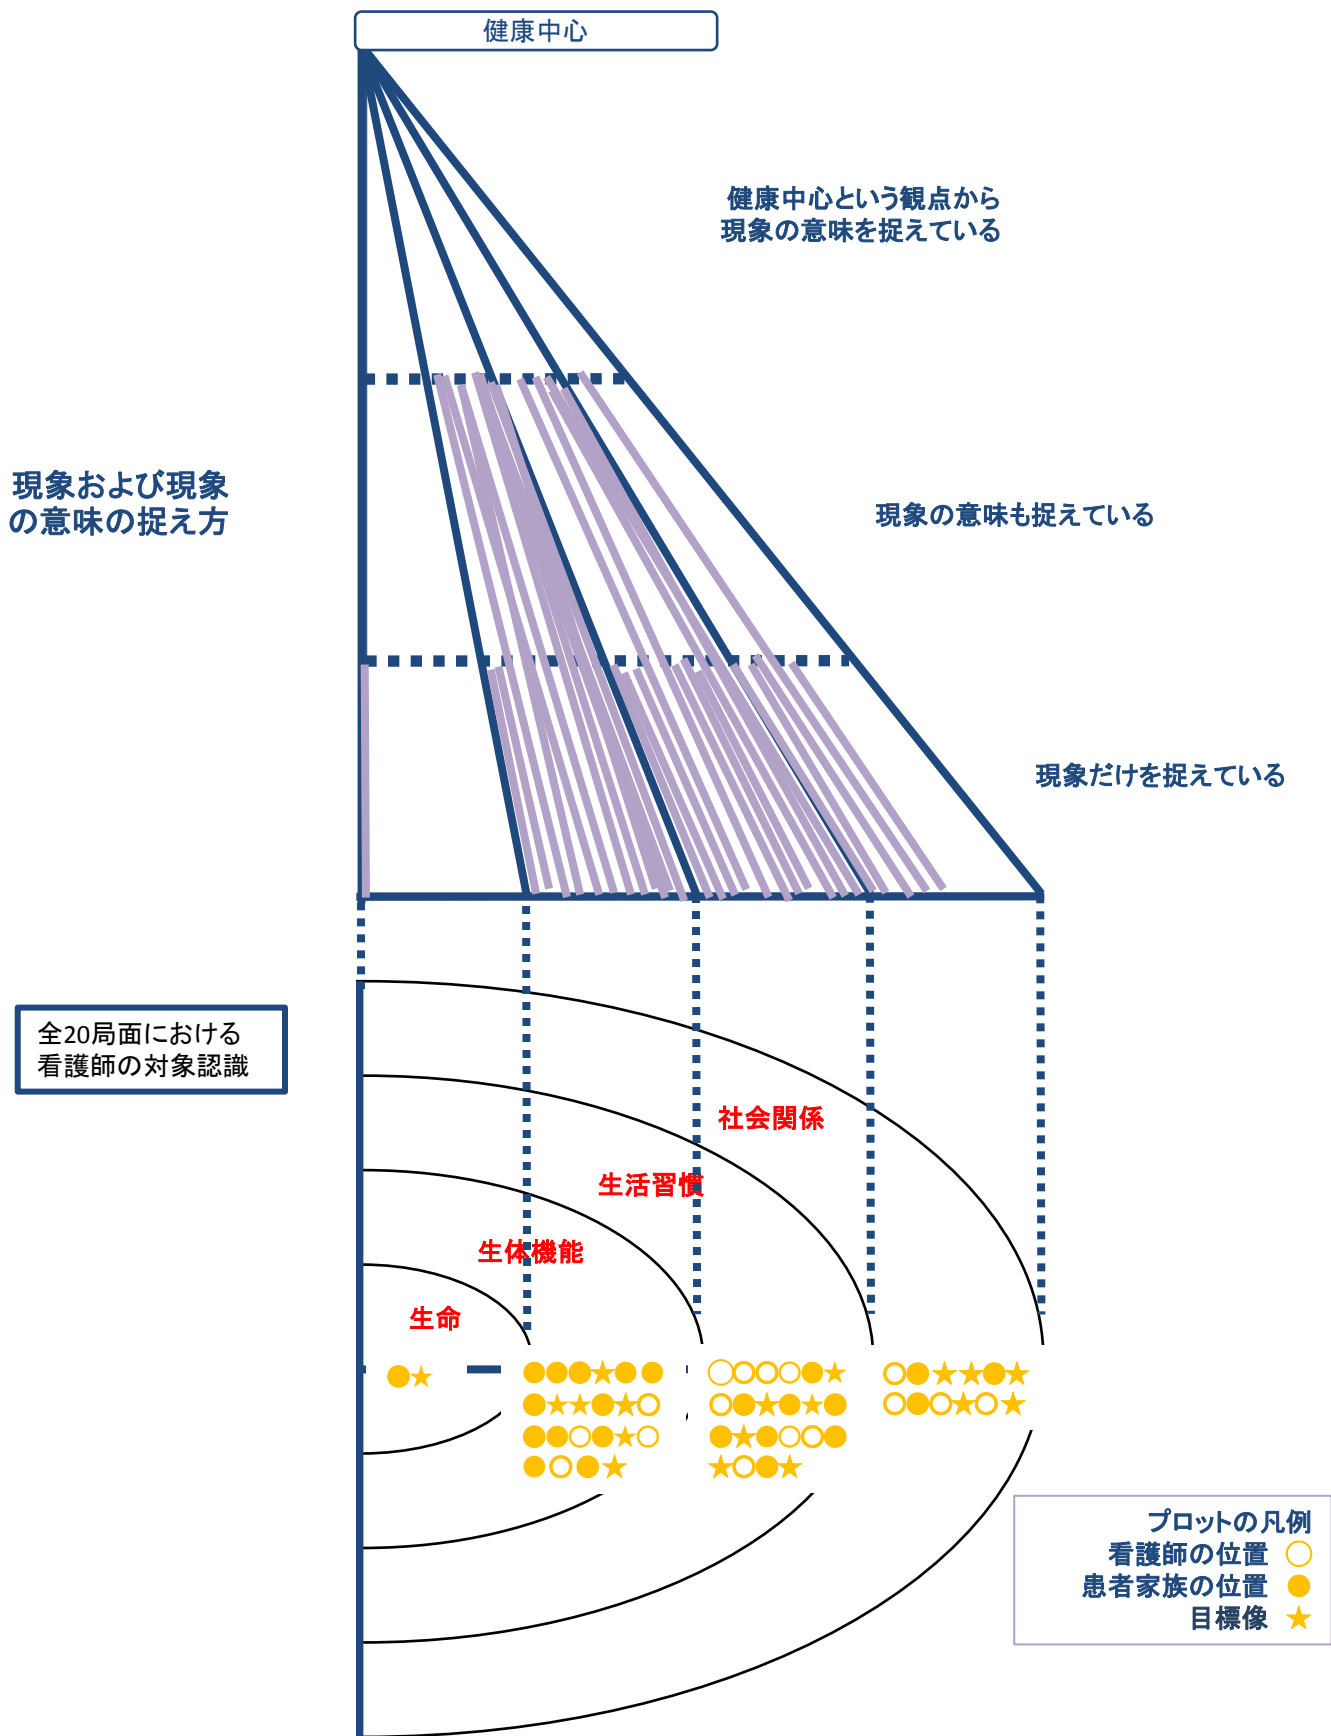 健康中心
健康中心という観点から
現象の意味を捉えている
現象および現象
の意味の捉え方
現象の意味も捉えている
現象だけを捉えている
全20局面における
看護師の対象認識
社会関係
生活習慣
生体機能
生命
プロットの凡例
看護師の位置
患者家族の位置
目標像